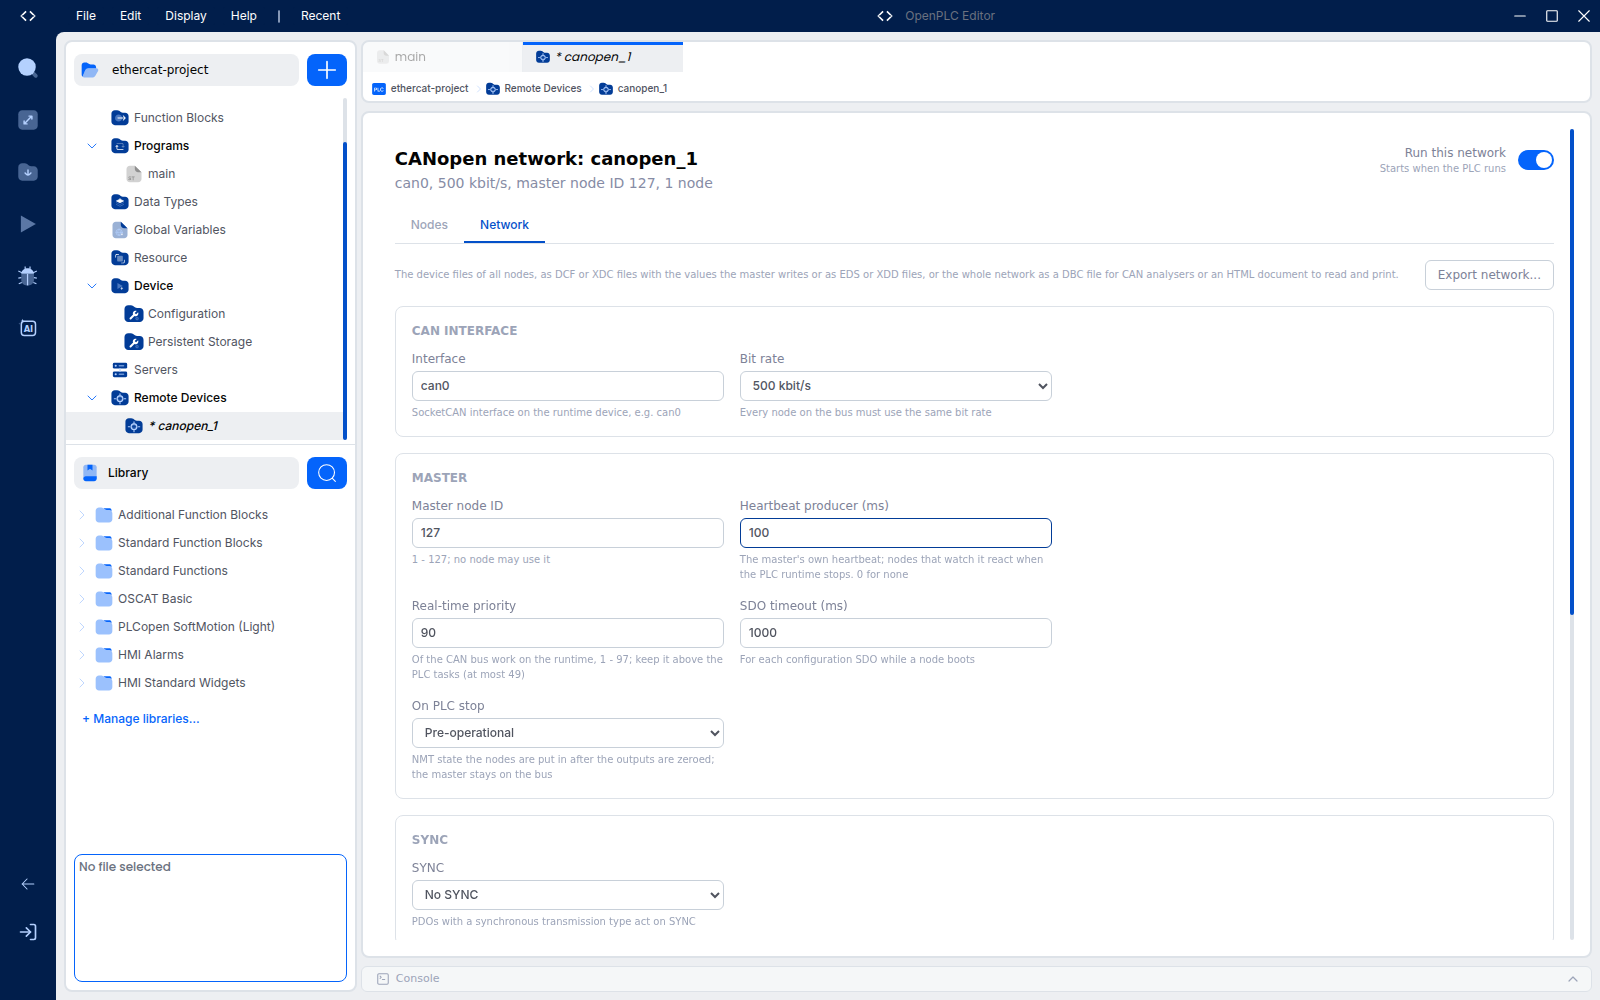 File Edit Display Help | Recent
OpenPLC Editor
ethercat-project
Function Blocks
Programs
main
Data Types
Global Variables
Resource
Device
Configuration
Persistent Storage
Servers
Remote Devices
* canopen_1
Library
Additional Function Blocks
Standard Function Blocks
Standard Functions
OSCAT Basic
PLCopen SoftMotion (Light)
HMI Alarms
HMI Standard Widgets
+ Manage libraries...
No file selected
AI
main
* canopen_1
PLC ethercat-project Remote Devices canopen_1
CANopen network: canopen_1
can0, 500 kbit/s, master node ID 127, 1 node
Run this network
Starts when the PLC runs
Nodes Network
The device files of all nodes, as DCF or XDC files with the values the master writes or as EDS or XDD files, or the whole network as a DBC file for CAN analysers or an HTML document to read and print.
Export network...
CAN INTERFACE
Interface Bit rate
can0 500 kbit/s
SocketCAN interface on the runtime device, e.g. can0 Every node on the bus must use the same bit rate
MASTER
Master node ID Heartbeat producer (ms)
127 100
1 - 127; no node may use it
The master's own heartbeat; nodes that watch it react when
the PLC runtime stops. 0 for none
Real-time priority SDO timeout (ms)
90 1000
Of the CAN bus work on the runtime, 1 - 97; keep it above the
PLC tasks (at most 49)
For each configuration SDO while a node boots
On PLC stop
Pre-operational
NMT state the nodes are put in after the outputs are zeroed;
the master stays on the bus
SYNC
SYNC
No SYNC
PDOs with a synchronous transmission type act on SYNC
Console